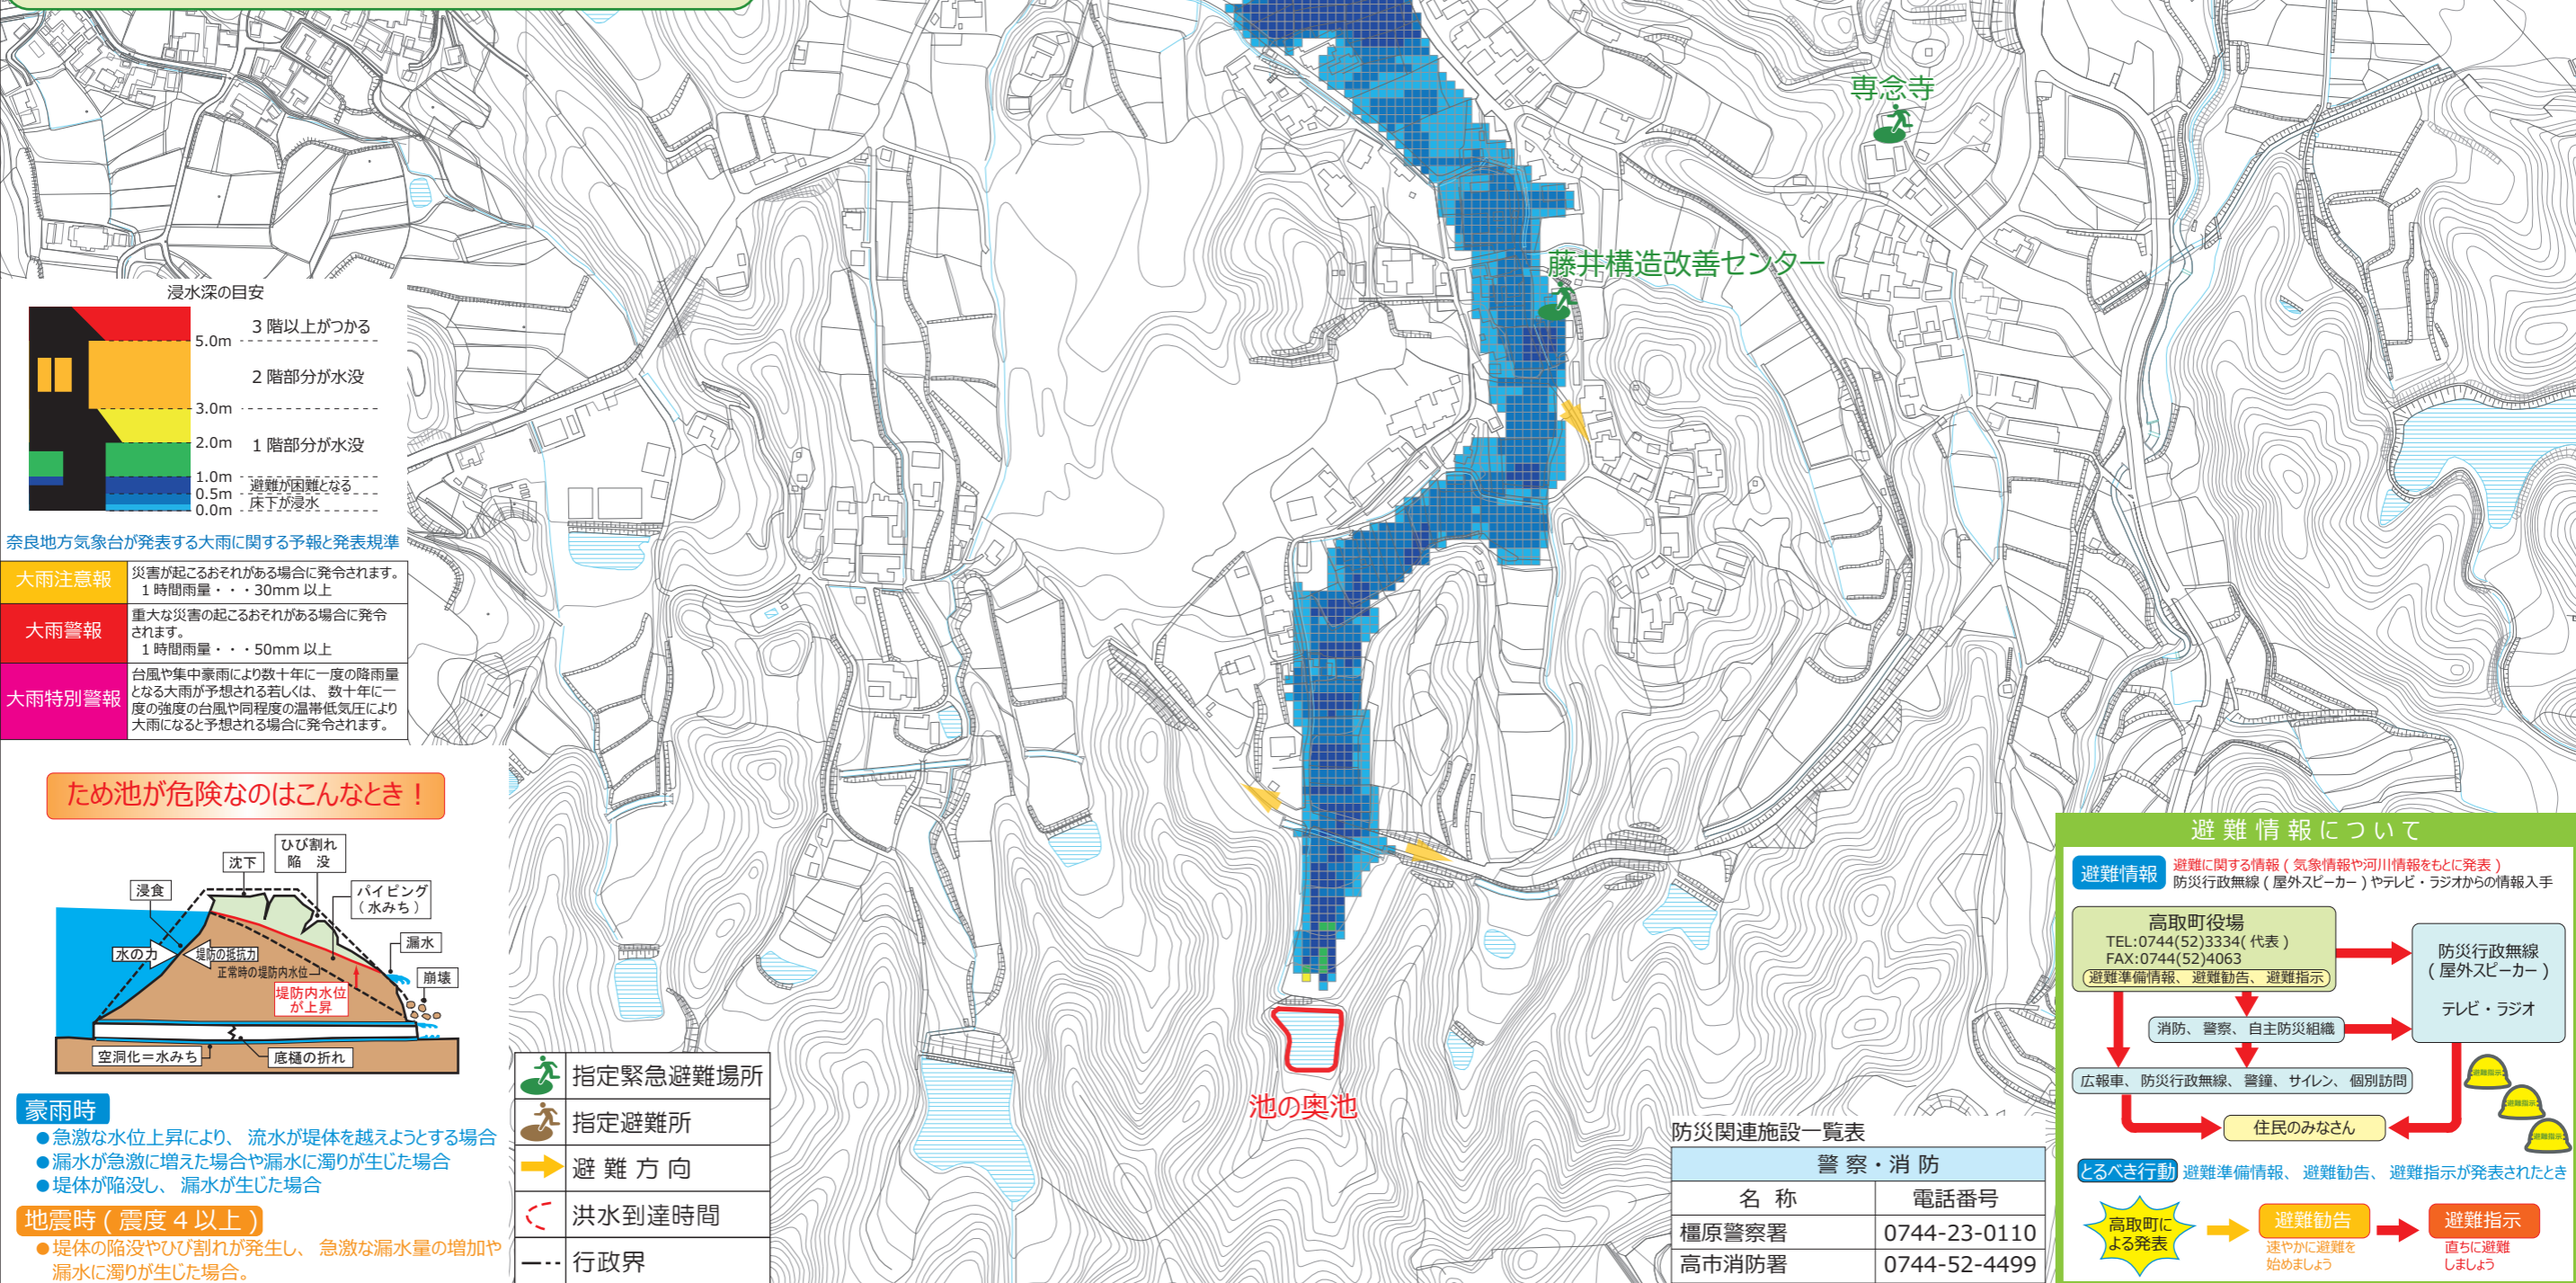 専念寺
藤井構造改善センター
池の奥池
浸水深の目安
3階以上がつかる
5.0m
2階部分が水没
3.0m
2.0m
1階部分が水没
1.0m
避難が困難となる
0.5m
床下が浸水
0.0m
奈良地方気象台が発表する大雨に関する予報と発表規準
大雨注意報
災害が起こるおそれがある場合に発令されます。
1時間雨量・・・30mm以上
大雨警報
重大な災害の起こるおそれがある場合に発令
されます。
1時間雨量・・・50mm以上
大雨特別警報
台風や集中豪雨により数十年に一度の降雨量
となる大雨が予想される若しくは、数十年に一
度の強度の台風や同程度の温帯低気圧により
大雨になると予想される場合に発令されます。
ため池が危険なのはこんなとき！
ひび割れ
陥 没
沈下
浸食
パイピング
（水みち）
漏水
水の力
堤防の抵抗力
正常時の堤防内水位
崩壊
堤防内水位
が上昇
空洞化＝水みち
底樋の折れ
豪雨時
●急激な水位上昇により、流水が堤体を越えようとする場合
●漏水が急激に増えた場合や漏水に濁りが生じた場合
●堤体が陥没し、漏水が生じた場合
地震時(震度4以上)
●堤体の陥没やひび割れが発生し、急激な漏水量の増加や
漏水に濁りが生じた場合。
指定緊急避難場所
指定避難所
避難方向
洪水到達時間
行政界
防災関連施設一覧表
警察・消防
名 称
電話番号
橿原警察署
0744-23-0110
高市消防署
0744-52-4499
避難情報について
避難情報
避難に関する情報(気象情報や河川情報をもとに発表)
防災行政無線(屋外スピーカー)やテレビ・ラジオからの情報入手
高取町役場
TEL:0744(52)3334(代表)
FAX:0744(52)4063
避難準備情報、避難勧告、避難指示
防災行政無線
(屋外スピーカー)
テレビ・ラジオ
消防、警察、自主防災組織
広報車、防災行政無線、警鐘、サイレン、個別訪問
避難指示
避難指示
避難指示
住民のみなさん
とるべき行動
避難準備情報、避難勧告、避難指示が発表されたとき
高取町に
よる発表
避難勧告
速やかに避難を
始めましょう
避難指示
直ちに避難
しましょう